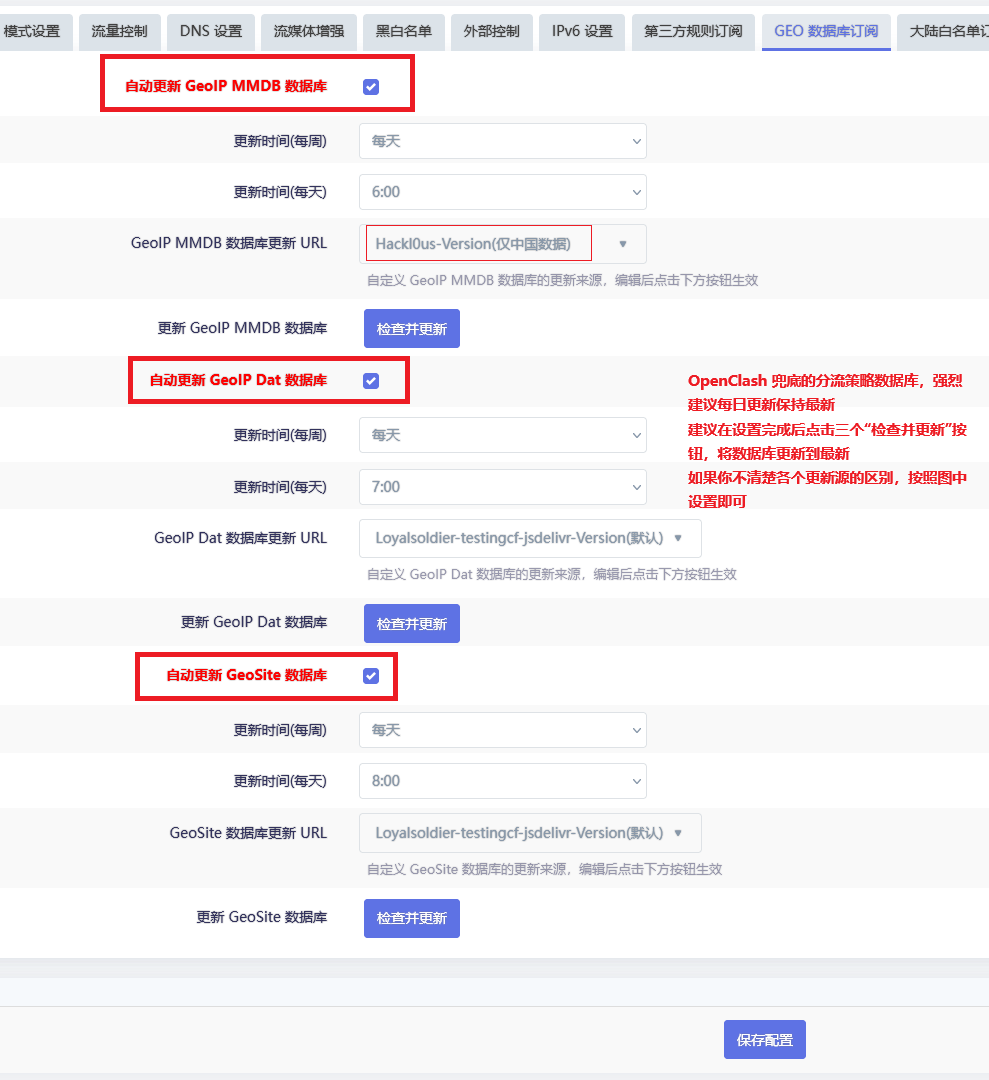 模式设置 流量控制 DNS 设置 流媒体增强 黑白名单 外部控制 IPv6 设置 第三方规则订阅 GEO 数据库订阅 大陆白名单订
自动更新 GeoIP MMDB 数据库
更新时间(每周) 每天
更新时间(每天) 6:00
GeoIP MMDB 数据库更新 URL Hackl0us-Version(仅中国数据) ▼
自定义 GeoIP MMDB 数据库的更新来源，编辑后点击下方按钮生效
更新 GeoIP MMDB 数据库 检查并更新
自动更新 GeoIP Dat 数据库
OpenClash 兜底的分流策略数据库，强烈
建议每日更新保持最新
建议在设置完成后点击三个“检查并更新”按
钮，将数据库更新到最新
如果你不清楚各个更新源的区别，按照图中
设置即可
更新时间(每周) 每天
更新时间(每天) 7:00
GeoIP Dat 数据库更新 URL Loyalsoldier-testingcf-jsdelivr-Version(默认) ▼
自定义 GeoIP Dat 数据库的更新来源，编辑后点击下方按钮生效
更新 GeoIP Dat 数据库 检查并更新
自动更新 GeoSite 数据库
更新时间(每周) 每天
更新时间(每天) 8:00
GeoSite 数据库更新 URL Loyalsoldier-testingcf-jsdelivr-Version(默认) ▼
自定义 GeoSite 数据库的更新来源，编辑后点击下方按钮生效
更新 GeoSite 数据库 检查并更新
保存配置